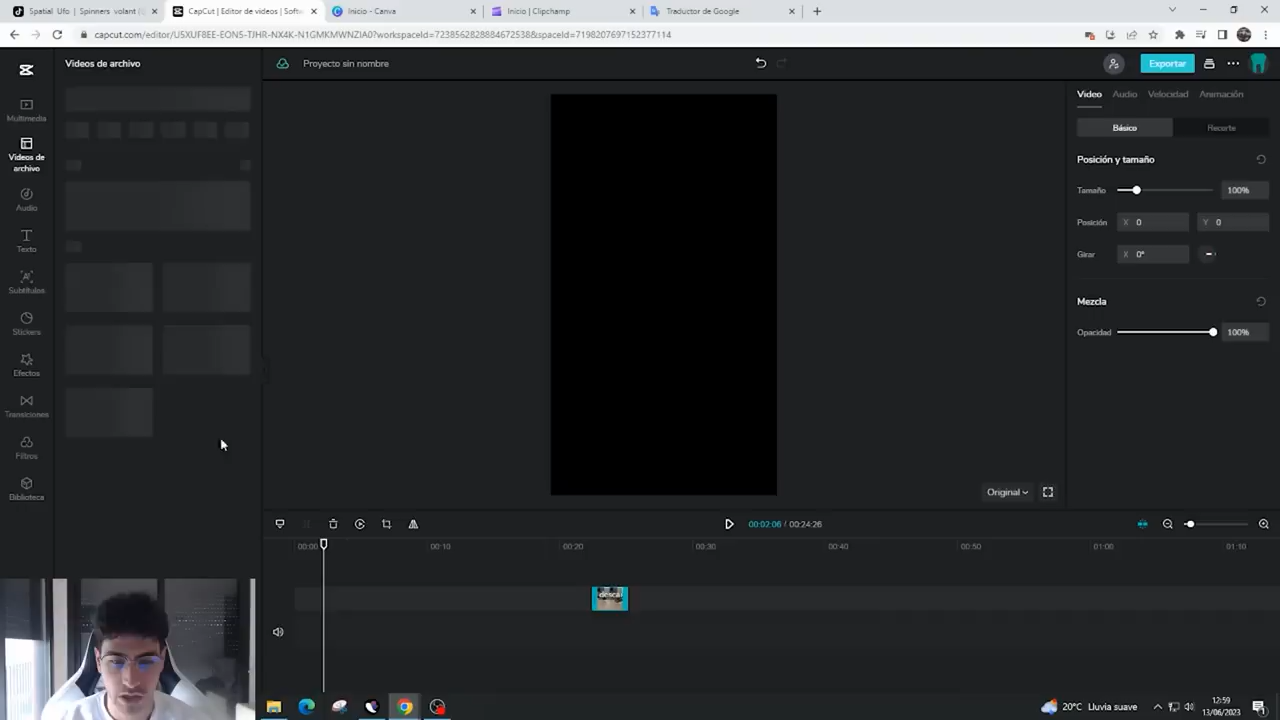 Spatial Ufo | Spinners volant (
CapCut | Editor de videos | Softw
Inicio - Canva
Inicio | Clipchamp
Traductor de Google
capcut.com/editor/U5XUF8EE-EON5-TJHR-NX4K-N1GMKMWNZIA0?workspaceId=7238562828884672538&spaceId=7198207697152377114
Videos de archivo
Proyecto sin nombre
Exportar
Multimedia
Videos de
archivo
Audio
Texto
Subtítulos
Stickers
Efectos
Transiciones
Filtros
Biblioteca
Video Audio Velocidad Animación
Básico Recorte
Posición y tamaño
Tamaño 100%
Posición X 0 Y 0
Girar X 0°
Mezcla
Opacidad 100%
Original
00:02:06 / 00:24:26
00:00 00:10 00:20 00:30 00:40 00:50 01:00 01:10
desca
20°C Lluvia suave
12:59
13/06/2023